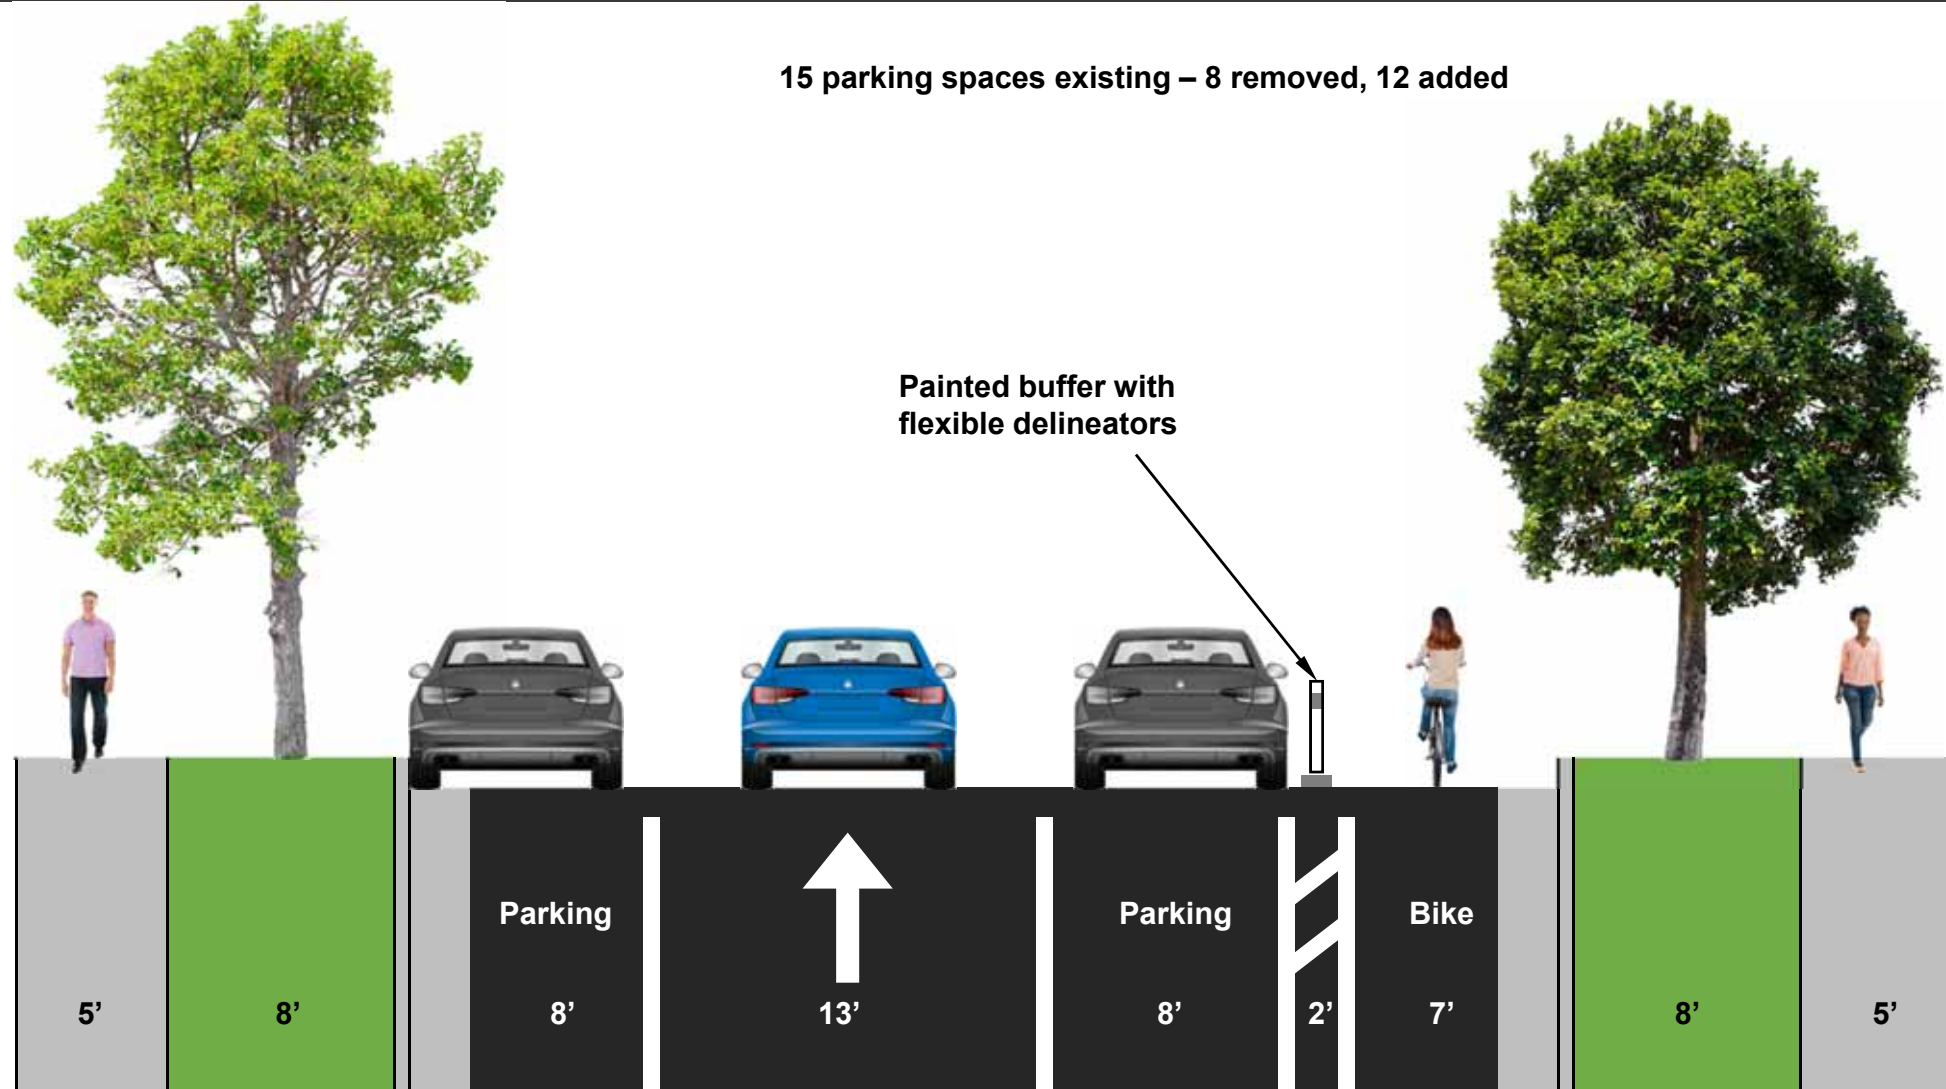 15 parking spaces existing – 8 removed, 12 added
Painted buffer with
flexible delineators
Parking
Parking
Bike
5’
8’
8’
13’
8’
2’
7’
8’
5’